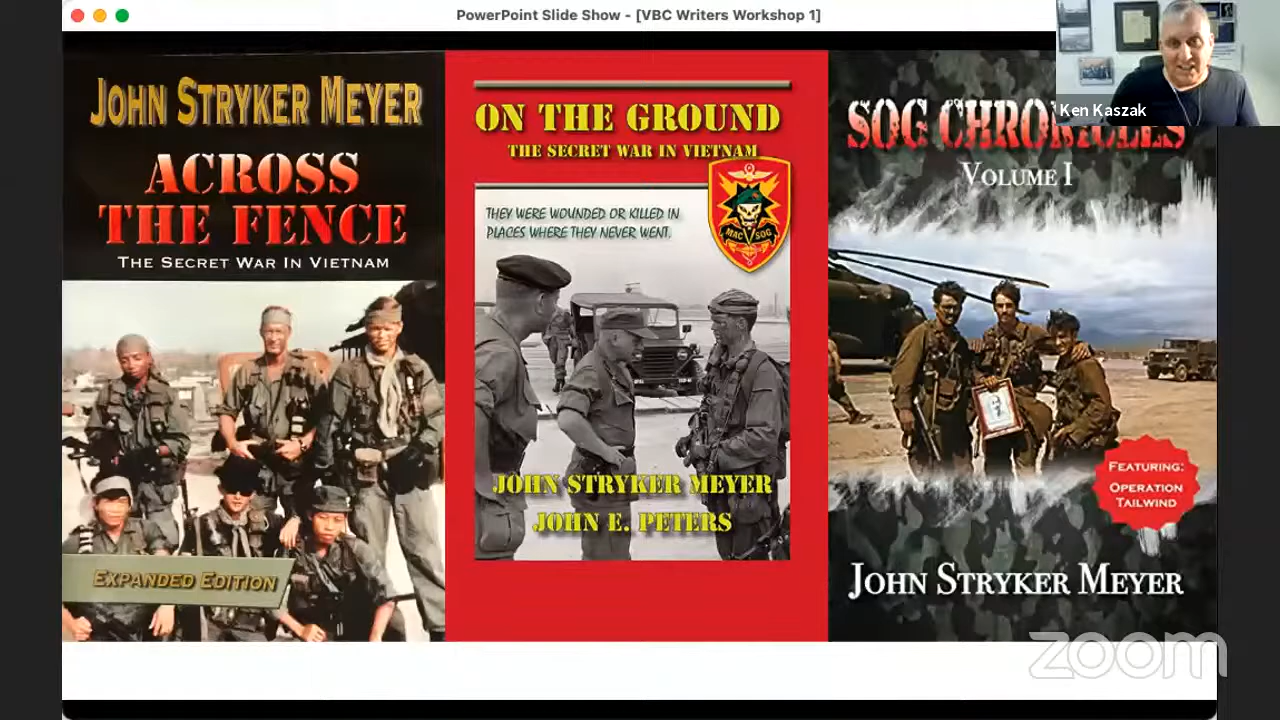 PowerPoint Slide Show - [VBC Writers Workshop 1]
Ken Kaszak
JOHN STRYKER MEYER
ACROSS
THE FENCE
THE SECRET WAR IN VIETNAM
EXPANDED EDITION
ON THE GROUND
THE SECRET WAR IN VIETNAM
THEY WERE WOUNDED OR KILLED IN
PLACES WHERE THEY NEVER WENT.
MAC V SOG
JOHN STRYKER MEYER
JOHN E. PETERS
SOG CHRONICLES
VOLUME I
FEATURING:
OPERATION
TAILWIND
JOHN STRYKER MEYER
zoom